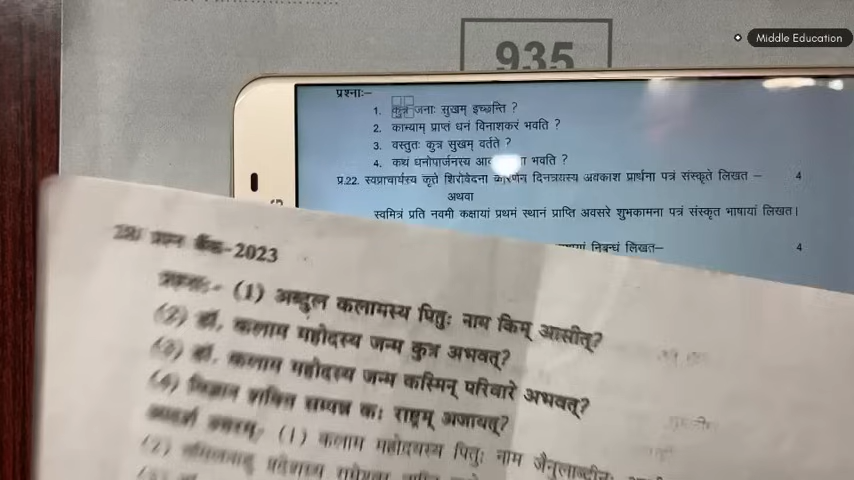 Middle Education
935
प्रश्नाः—
1. कुत्र जनाः सुखम् इच्छन्ति ?
2. काभ्याम् प्राप्तं धनं विनाशकरं भवति ?
3. वस्तुतः कुत्र सुखम् वर्तते ?
4. कथं धनोपार्जनस्य भवति ?
प्र.22. स्वप्राचार्यस्य कृते शिरोवेदना कारणेन दिनत्रयस्य अवकाश प्रार्थना पत्रं संस्कृते लिखत — 4
अथवा
स्वमित्रं प्रति नवमी कक्षायां प्रथमं स्थानं प्राप्ति अवसरे शुभकामना पत्रं संस्कृत भाषायां लिखत।
निबन्धं लिखत— 4
प्रश्न बैंक-2023
(1) अब्दुल कलामस्य पितुः नाम किम् आसीत्?
(2) डॉ. कलाम महोदस्य जन्म कुत्र अभवत्?
(3) डॉ. कलाम महोदस्य जन्म कस्मिन् परिवारे अभवत्?
(4) विज्ञान शक्ति सम्पन्न कः राष्ट्रम् अजायत्?
(1) कलाम महोदयस्य पितुः नाम जैनुलाब्दीनः
(2)